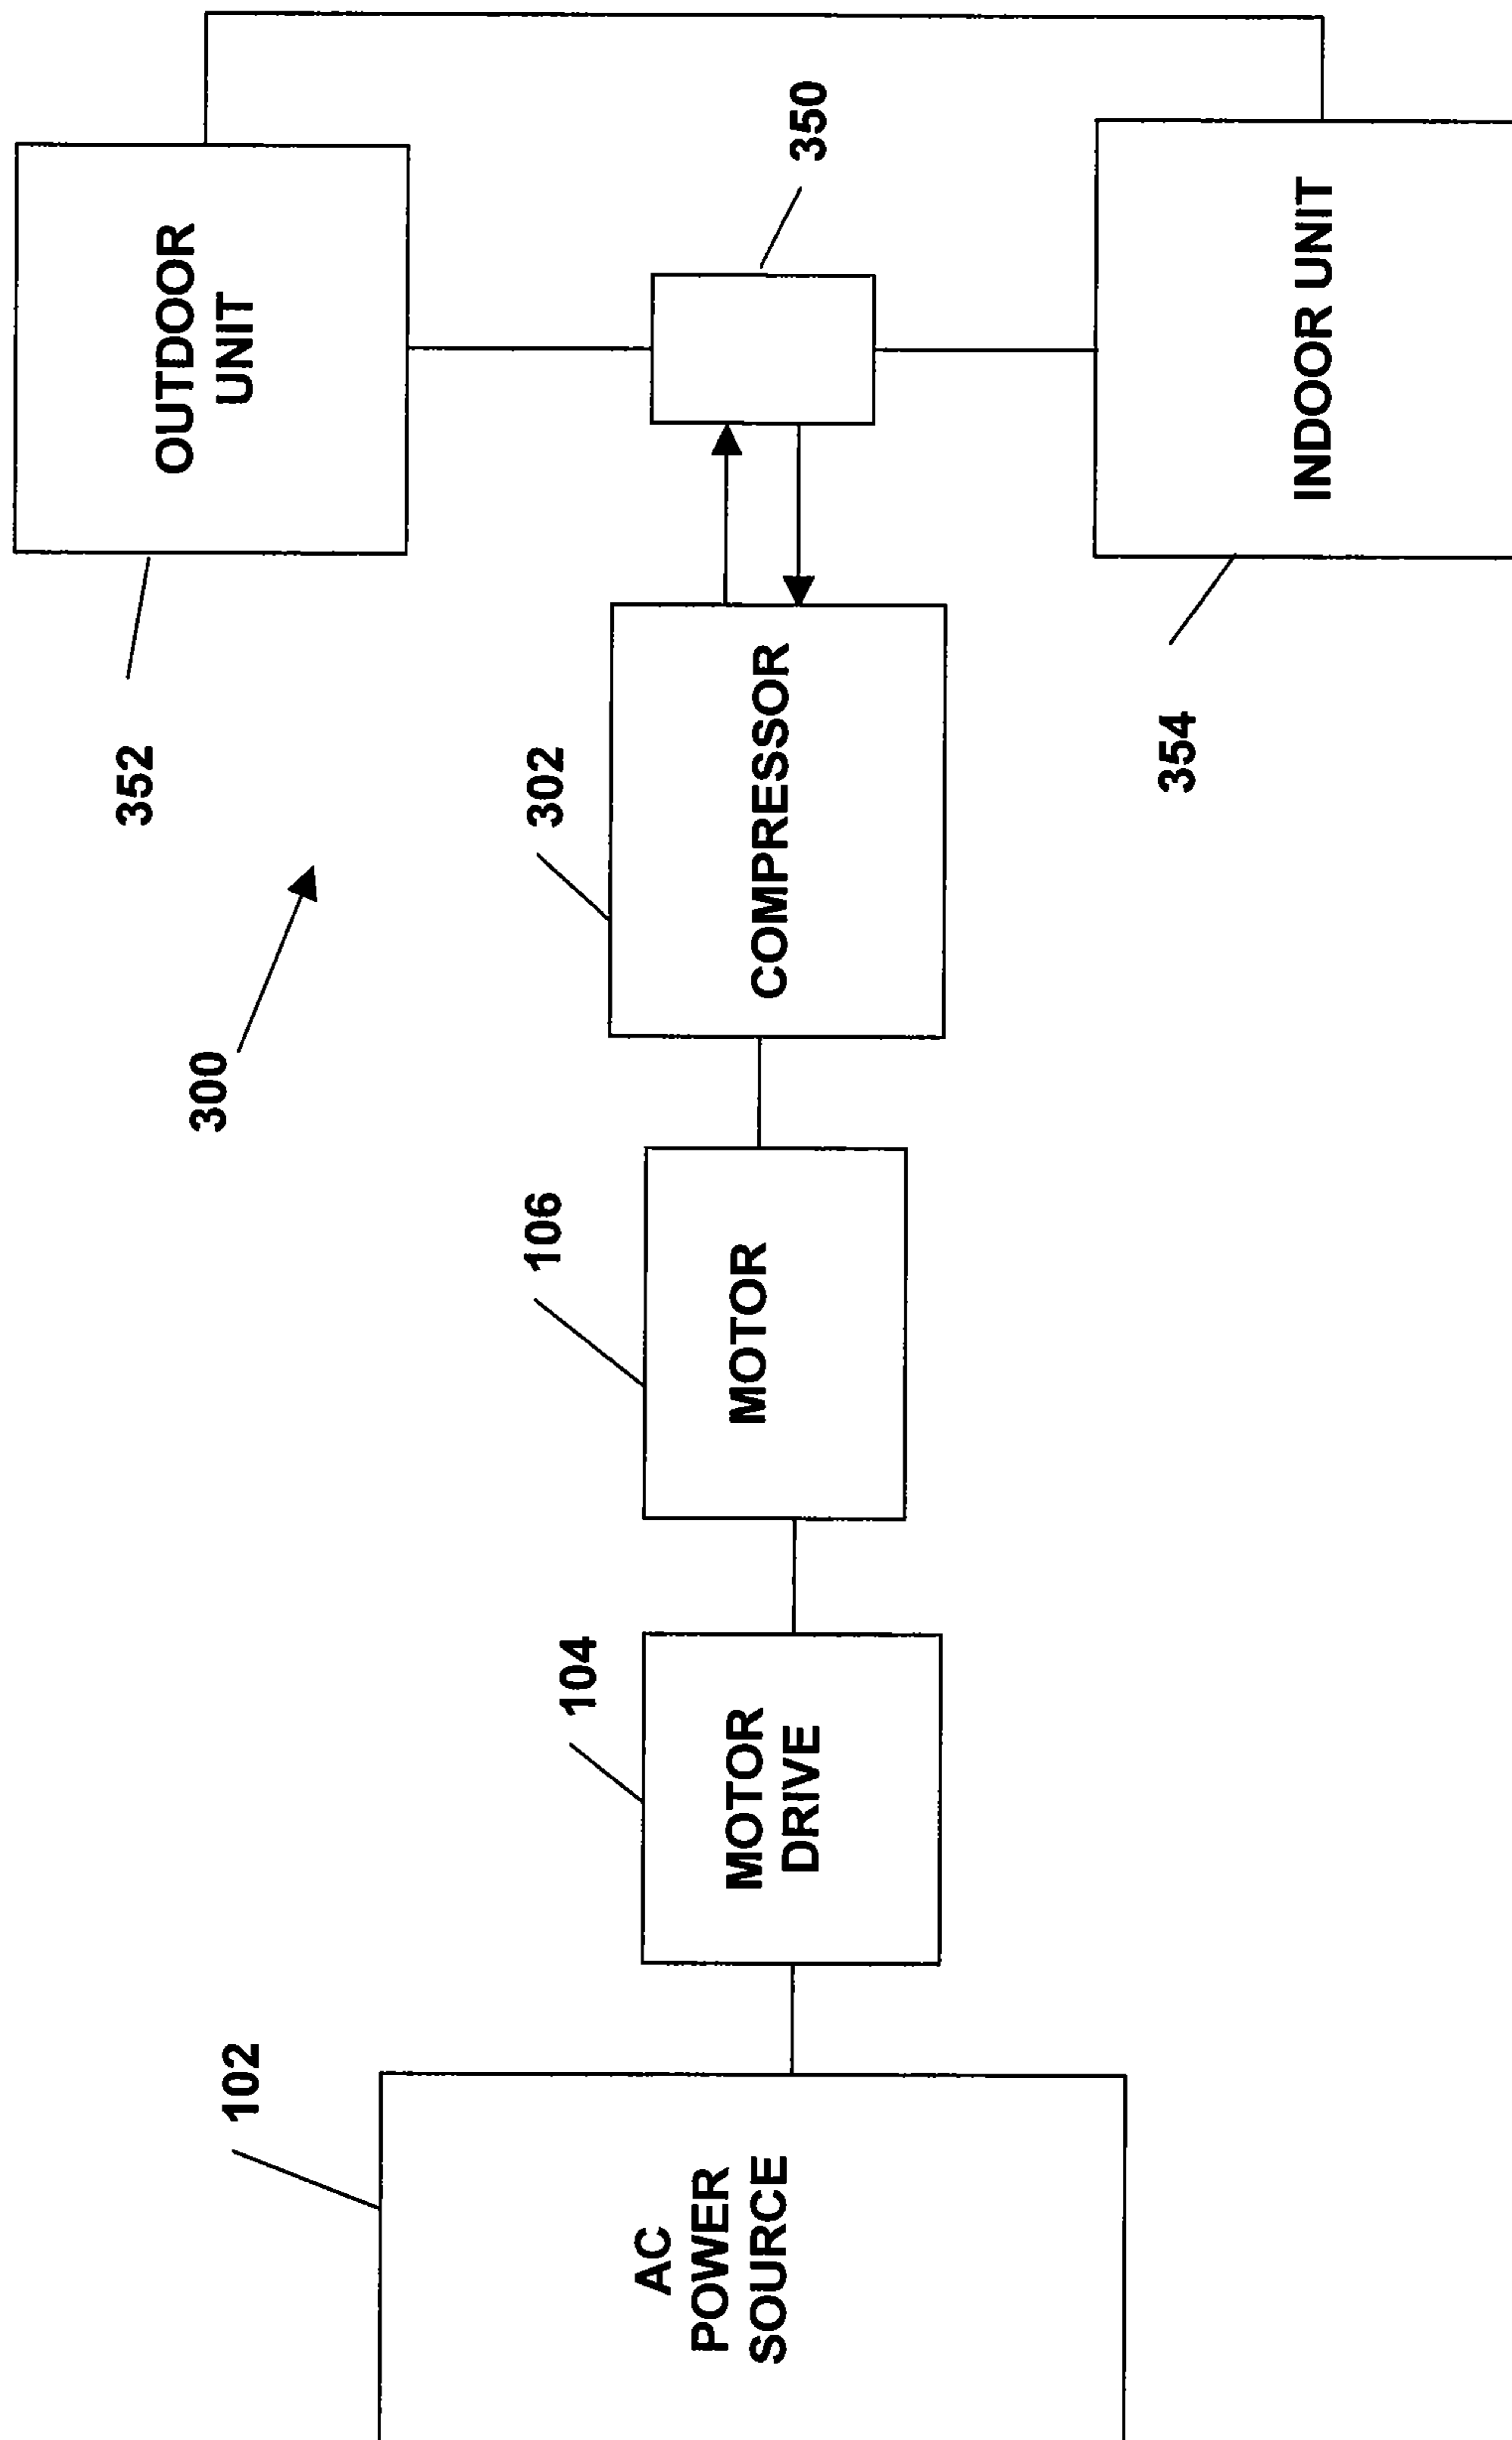 102
AC
POWER
SOURCE
104
MOTOR
DRIVE
106
MOTOR
300
302
COMPRESSOR
352
OUTDOOR
UNIT
350
354
INDOOR UNIT